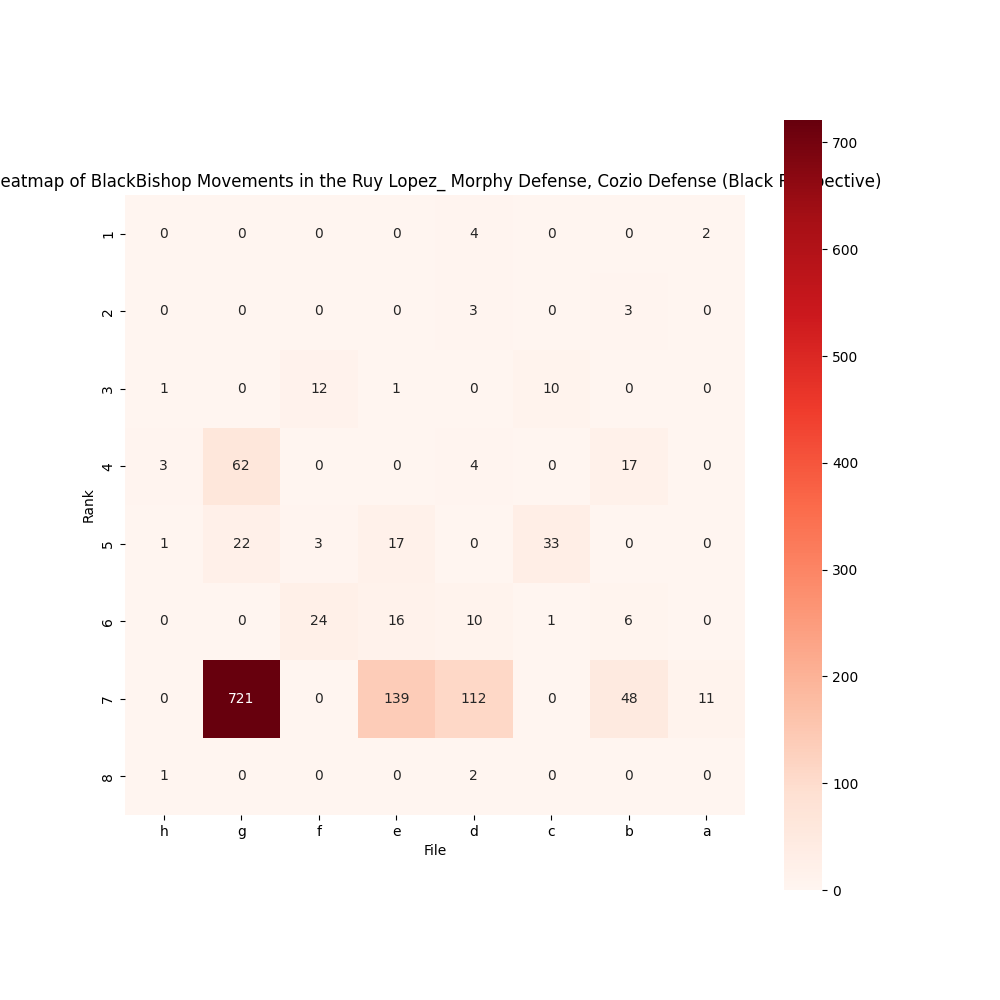 eatmap of BlackBishop Movements in the Ruy Lopez_ Morphy Defense, Cozio Defense (Black
700
600
500
400
300
200
100
0
Rank
1 0 0 0 0 4 0 0 2
2 0 0 0 0 3 0 3 0
3 1 0 12 1 0 10 0 0
4 3 62 0 0 4 0 17 0
5 1 22 3 17 0 33 0 0
6 0 0 24 16 10 1 6 0
7 0 721 0 139 112 0 48 11
8 1 0 0 0 2 0 0 0
h g f e d c b a
File